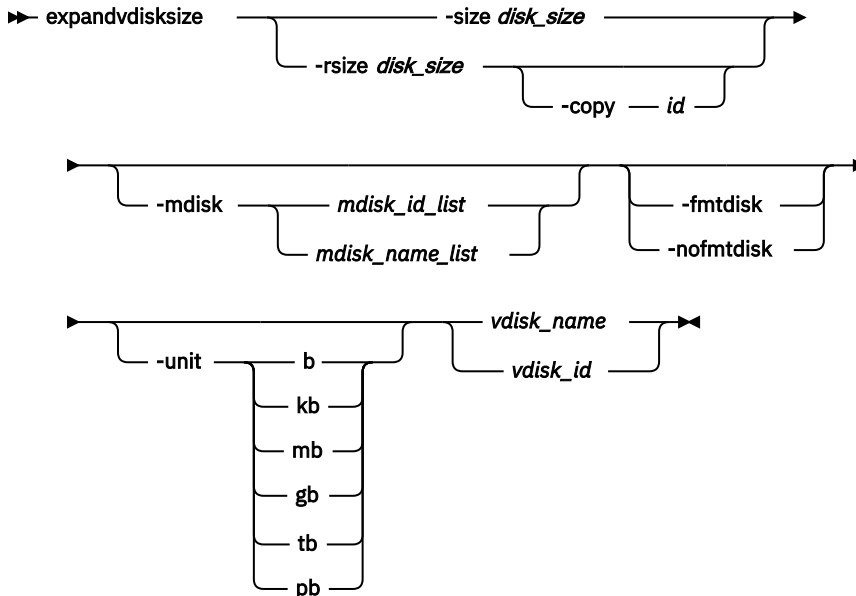 expandvdisksize -size disk_size
-rsize disk_size
-copy id
-mdisk mdisk_id_list -fmtdisk
mdisk_name_list -nofmtdisk
vdisk_name
-unit b vdisk_id
kb
mb
gb
tb
pb